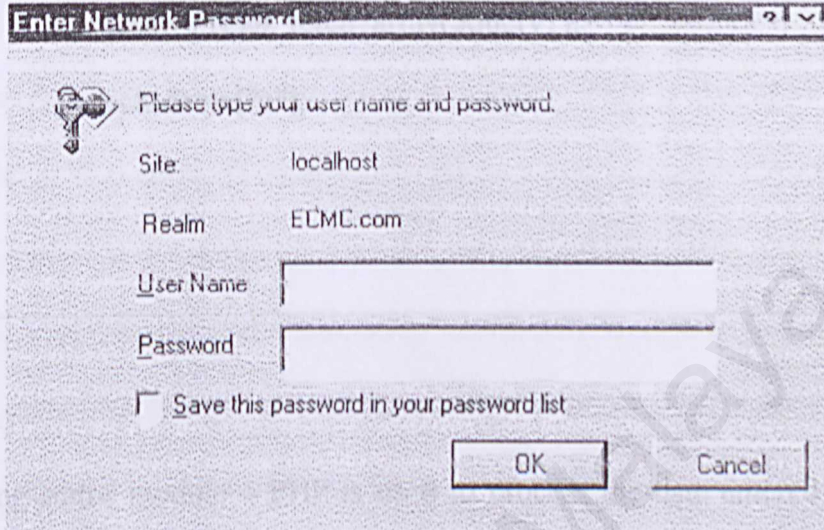 Enter Network Password
Please type your user name and password.
Site: localhost
Realm ECMC.com
User Name
Password
Save this password in your password list
OK Cancel
Malaya